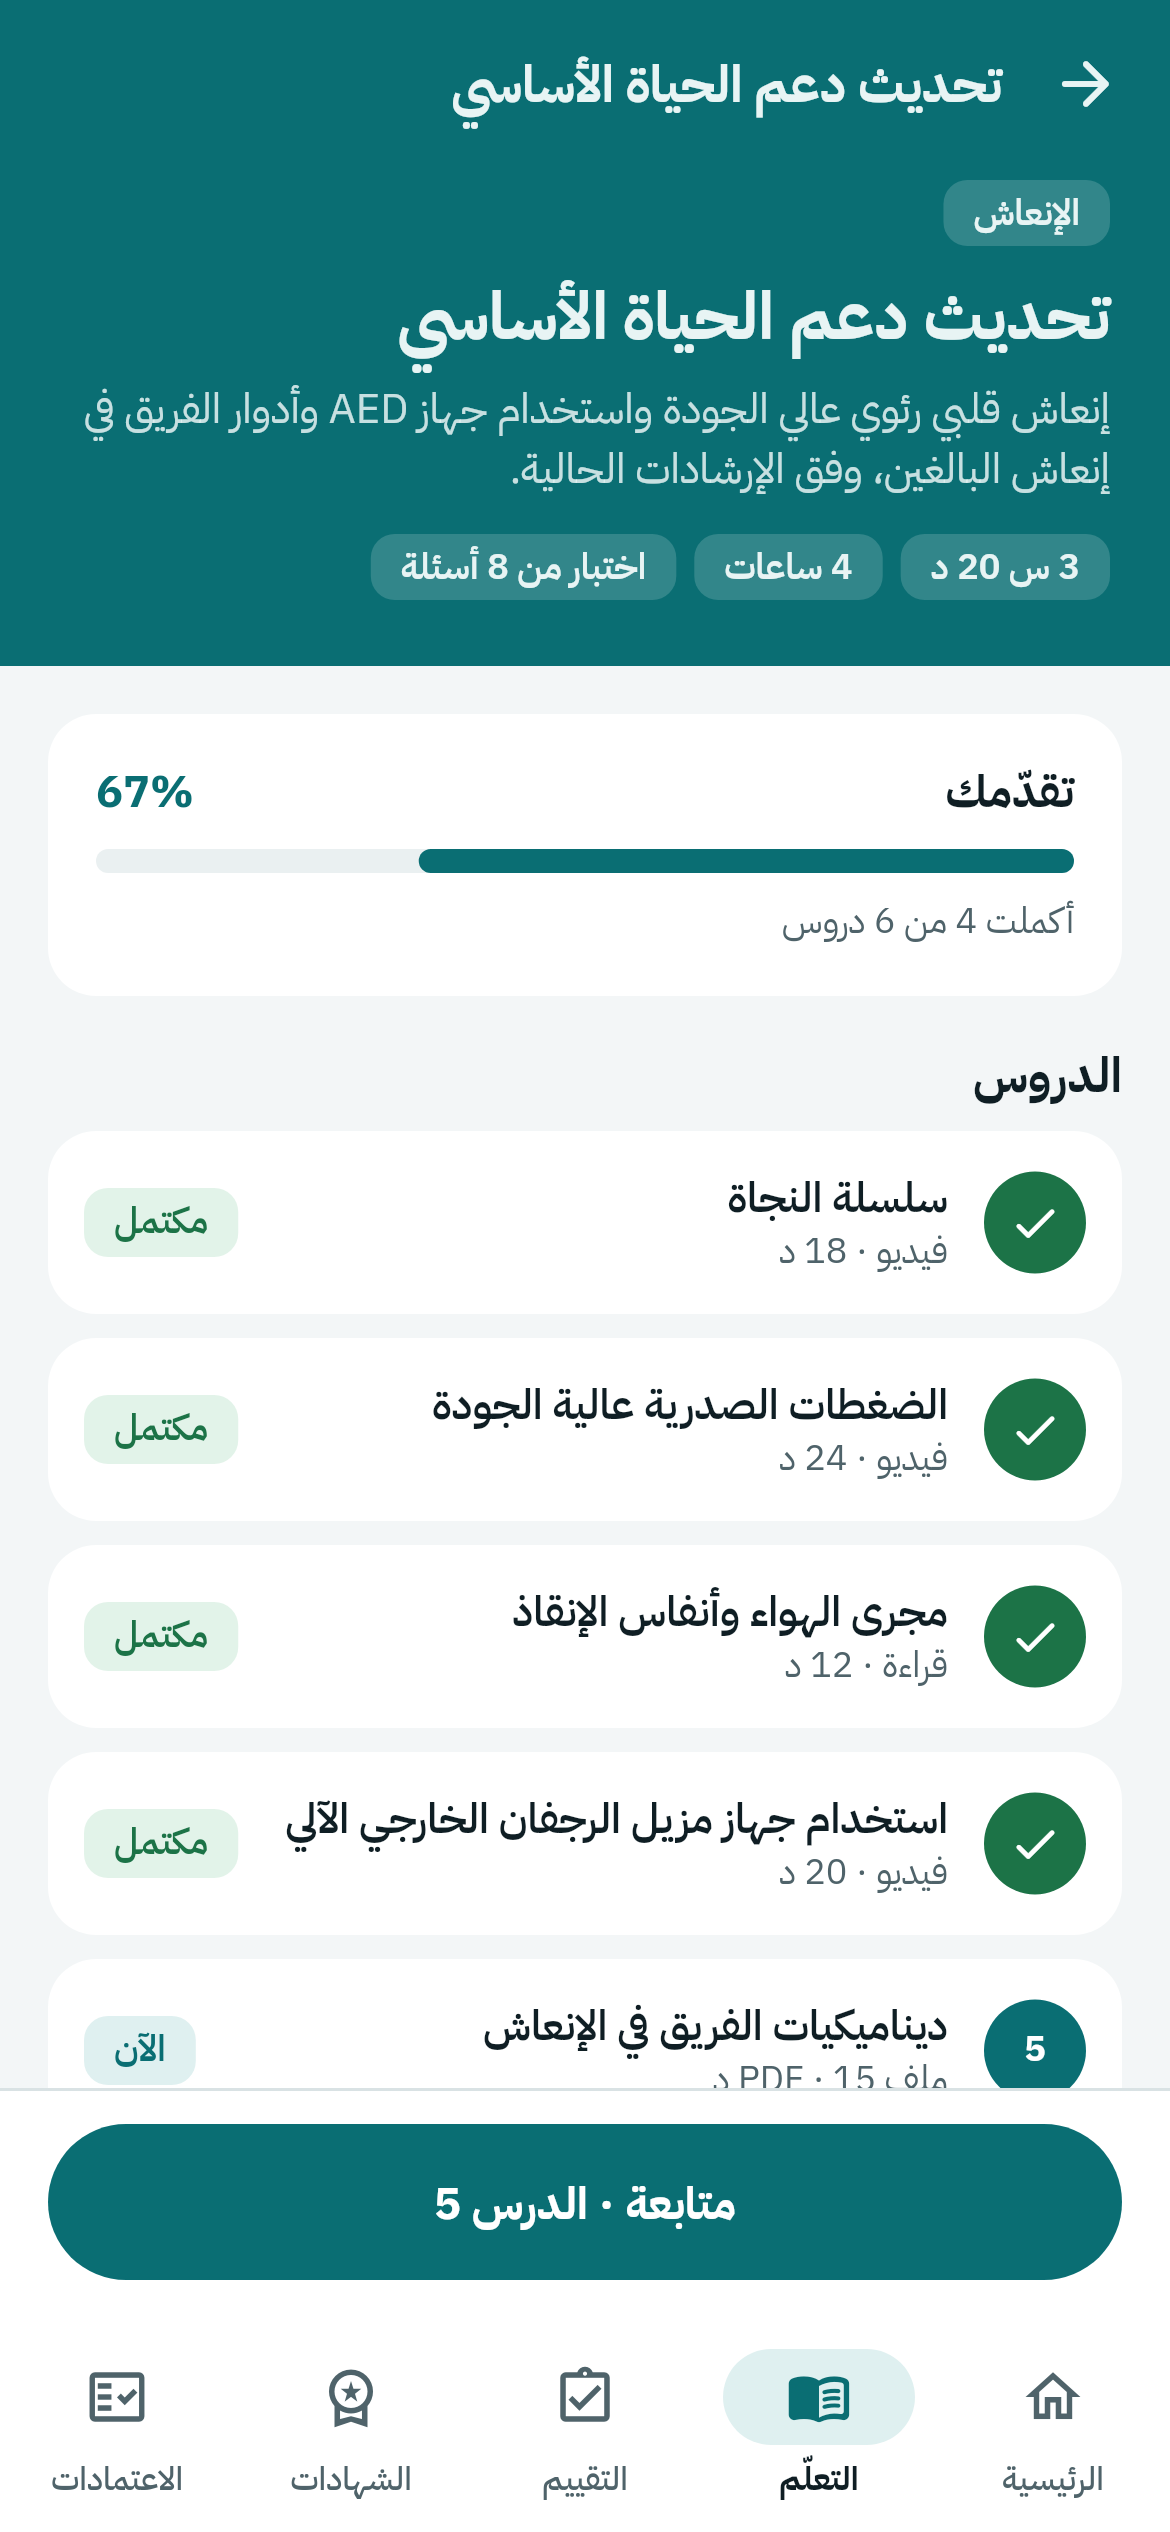 تحديث دعم الحياة الأساسي
الإنعاش
تحديث دعم الحياة الأساسي
إنعاش قلبي رئوي عالي الجودة واستخدام جهاز AED وأدوار الفريق في
إنعاش البالغين، وفق الإرشادات الحالية.
3 س 20 د
4 ساعات
اختبار من 8 أسئلة
تقدّمك
67%
أكملت 4 من 6 دروس
الدروس
سلسلة النجاة
فيديو · 18 د
مكتمل
الضغطات الصدرية عالية الجودة
فيديو · 24 د
مكتمل
مجرى الهواء وأنفاس الإنقاذ
قراءة · 12 د
مكتمل
استخدام جهاز مزيل الرجفان الخارجي الآلي
فيديو · 20 د
مكتمل
5
ديناميكيات الفريق في الإنعاش
ملف PDF · 15 د
الآن
متابعة · الدرس 5
الرئيسية
التعلّم
التقييم
الشهادات
الاعتمادات